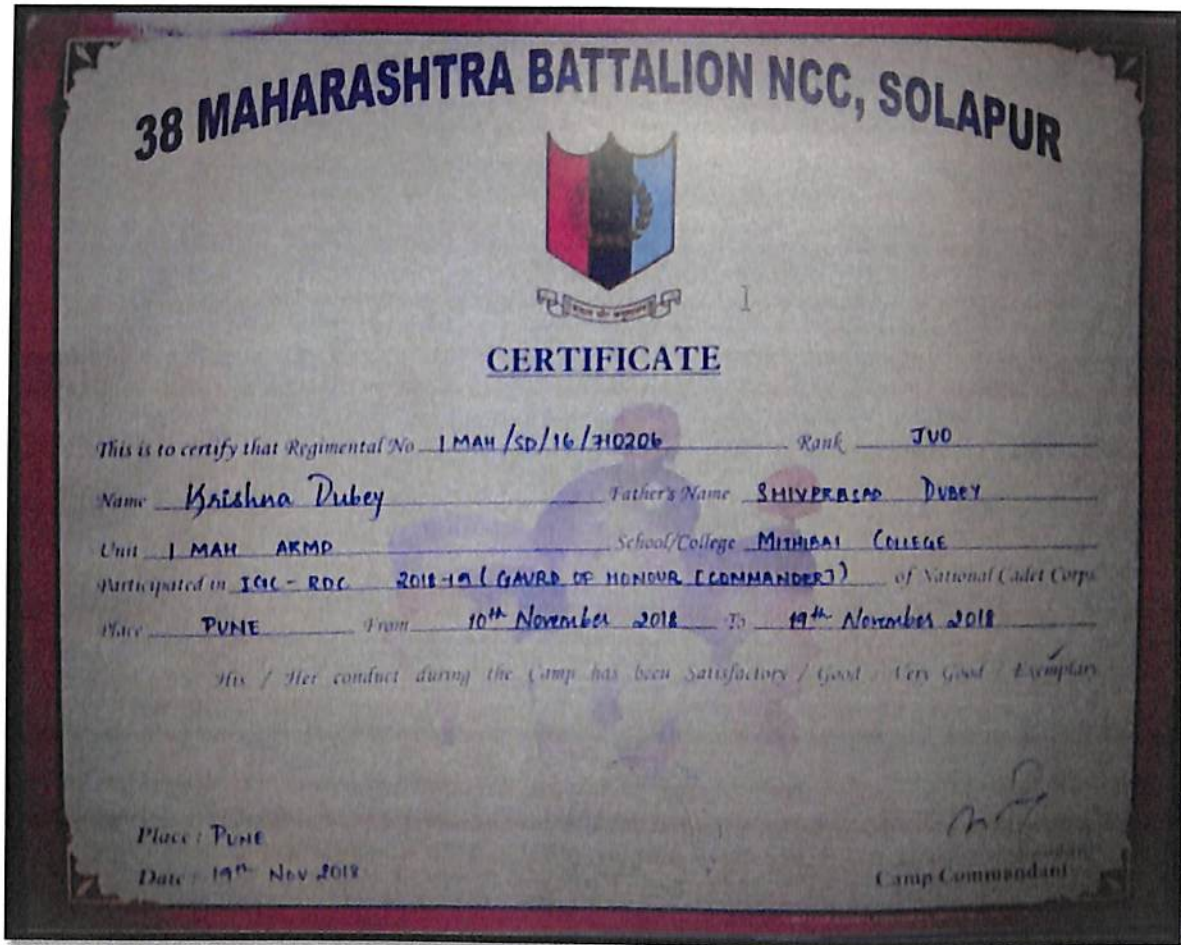 38 MAHARASHTRA BATTALION NCC, SOLAPUR
CERTIFICATE
This is to certify that Regimental No 1 MAH/SD/16/710206 Rank JUO
Name Krishna Dubey Father's Name SHIVPRASAD DUBEY
Unit 1 MAH ARMD School/College MITHIBAI COLLEGE
Participated in IGC-RDC 2018-19 (GAURD OF HONOUR [COMMANDER]) of National Cadet Corps
Place PUNE From 10th November 2018 To 19th November 2018
His / Her conduct during the Camp has been Satisfactory / Good / Very Good / Exemplary
Place : PUNE
Date : 19th Nov 2018
Camp Commandant